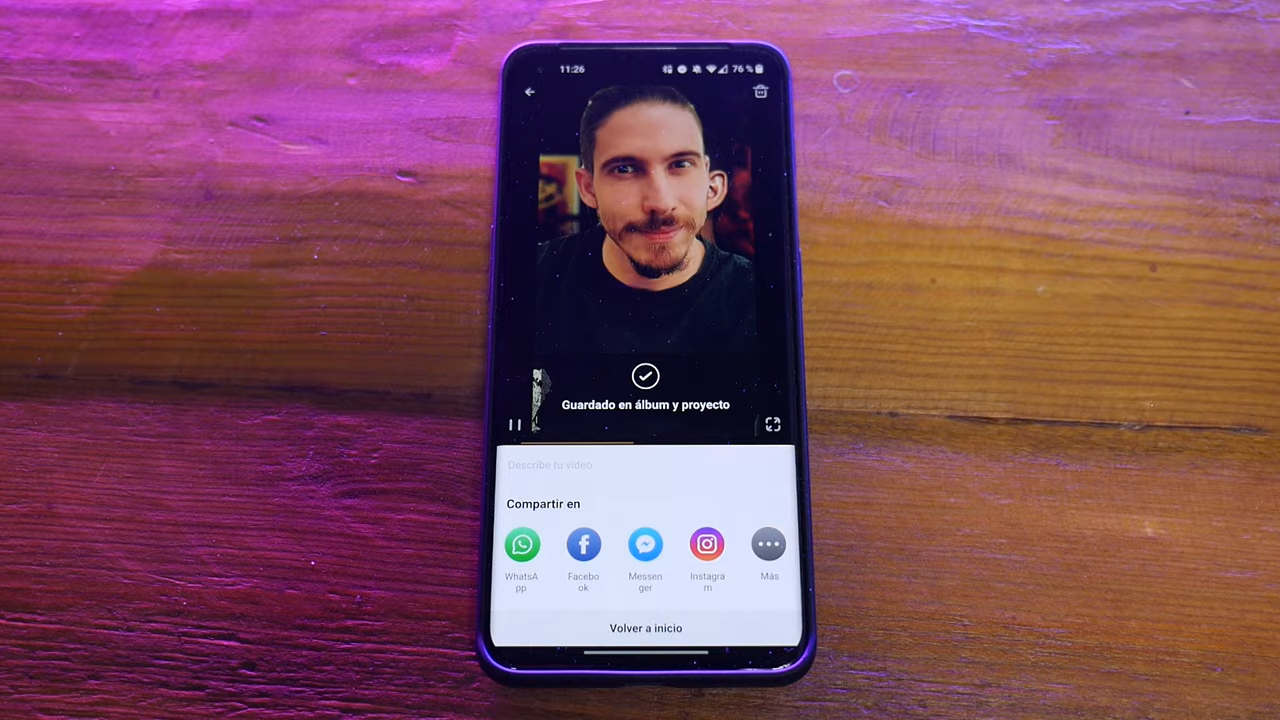 11:26
76 %
Guardado en álbum y proyecto
Describe tu vídeo
Compartir en
WhatsA
pp
Facebo
ok
Messen
ger
Instagra
m
Más
Volver a inicio